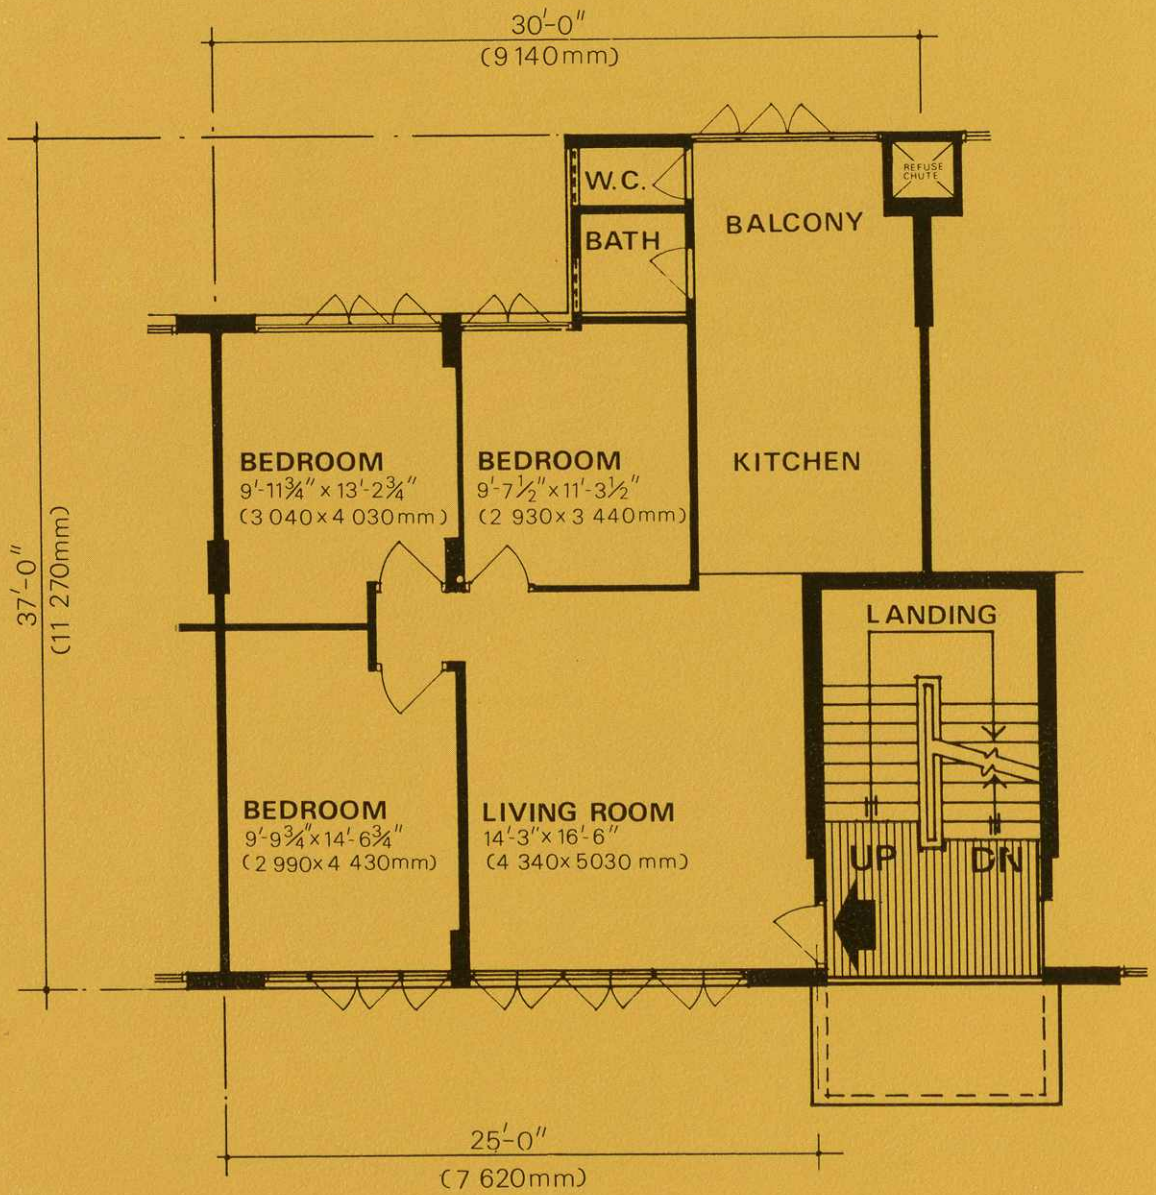 30'-0"
(9 140mm)
REFUSE
CHUTE
W.C.
BALCONY
BATH
BEDROOM
9'-11¾" x 13'-2¾"
(3 040 x 4 030mm)
BEDROOM
9'-7½" x 11'-3½"
(2 930 x 3 440mm)
KITCHEN
37'-0"
(11 270mm)
LANDING
BEDROOM
9'-9¾" x 14'-6¾"
(2 990 x 4 430mm)
LIVING ROOM
14'-3" x 16'-6"
(4 340 x 5030 mm)
UP
DN
25'-0"
(7 620mm)